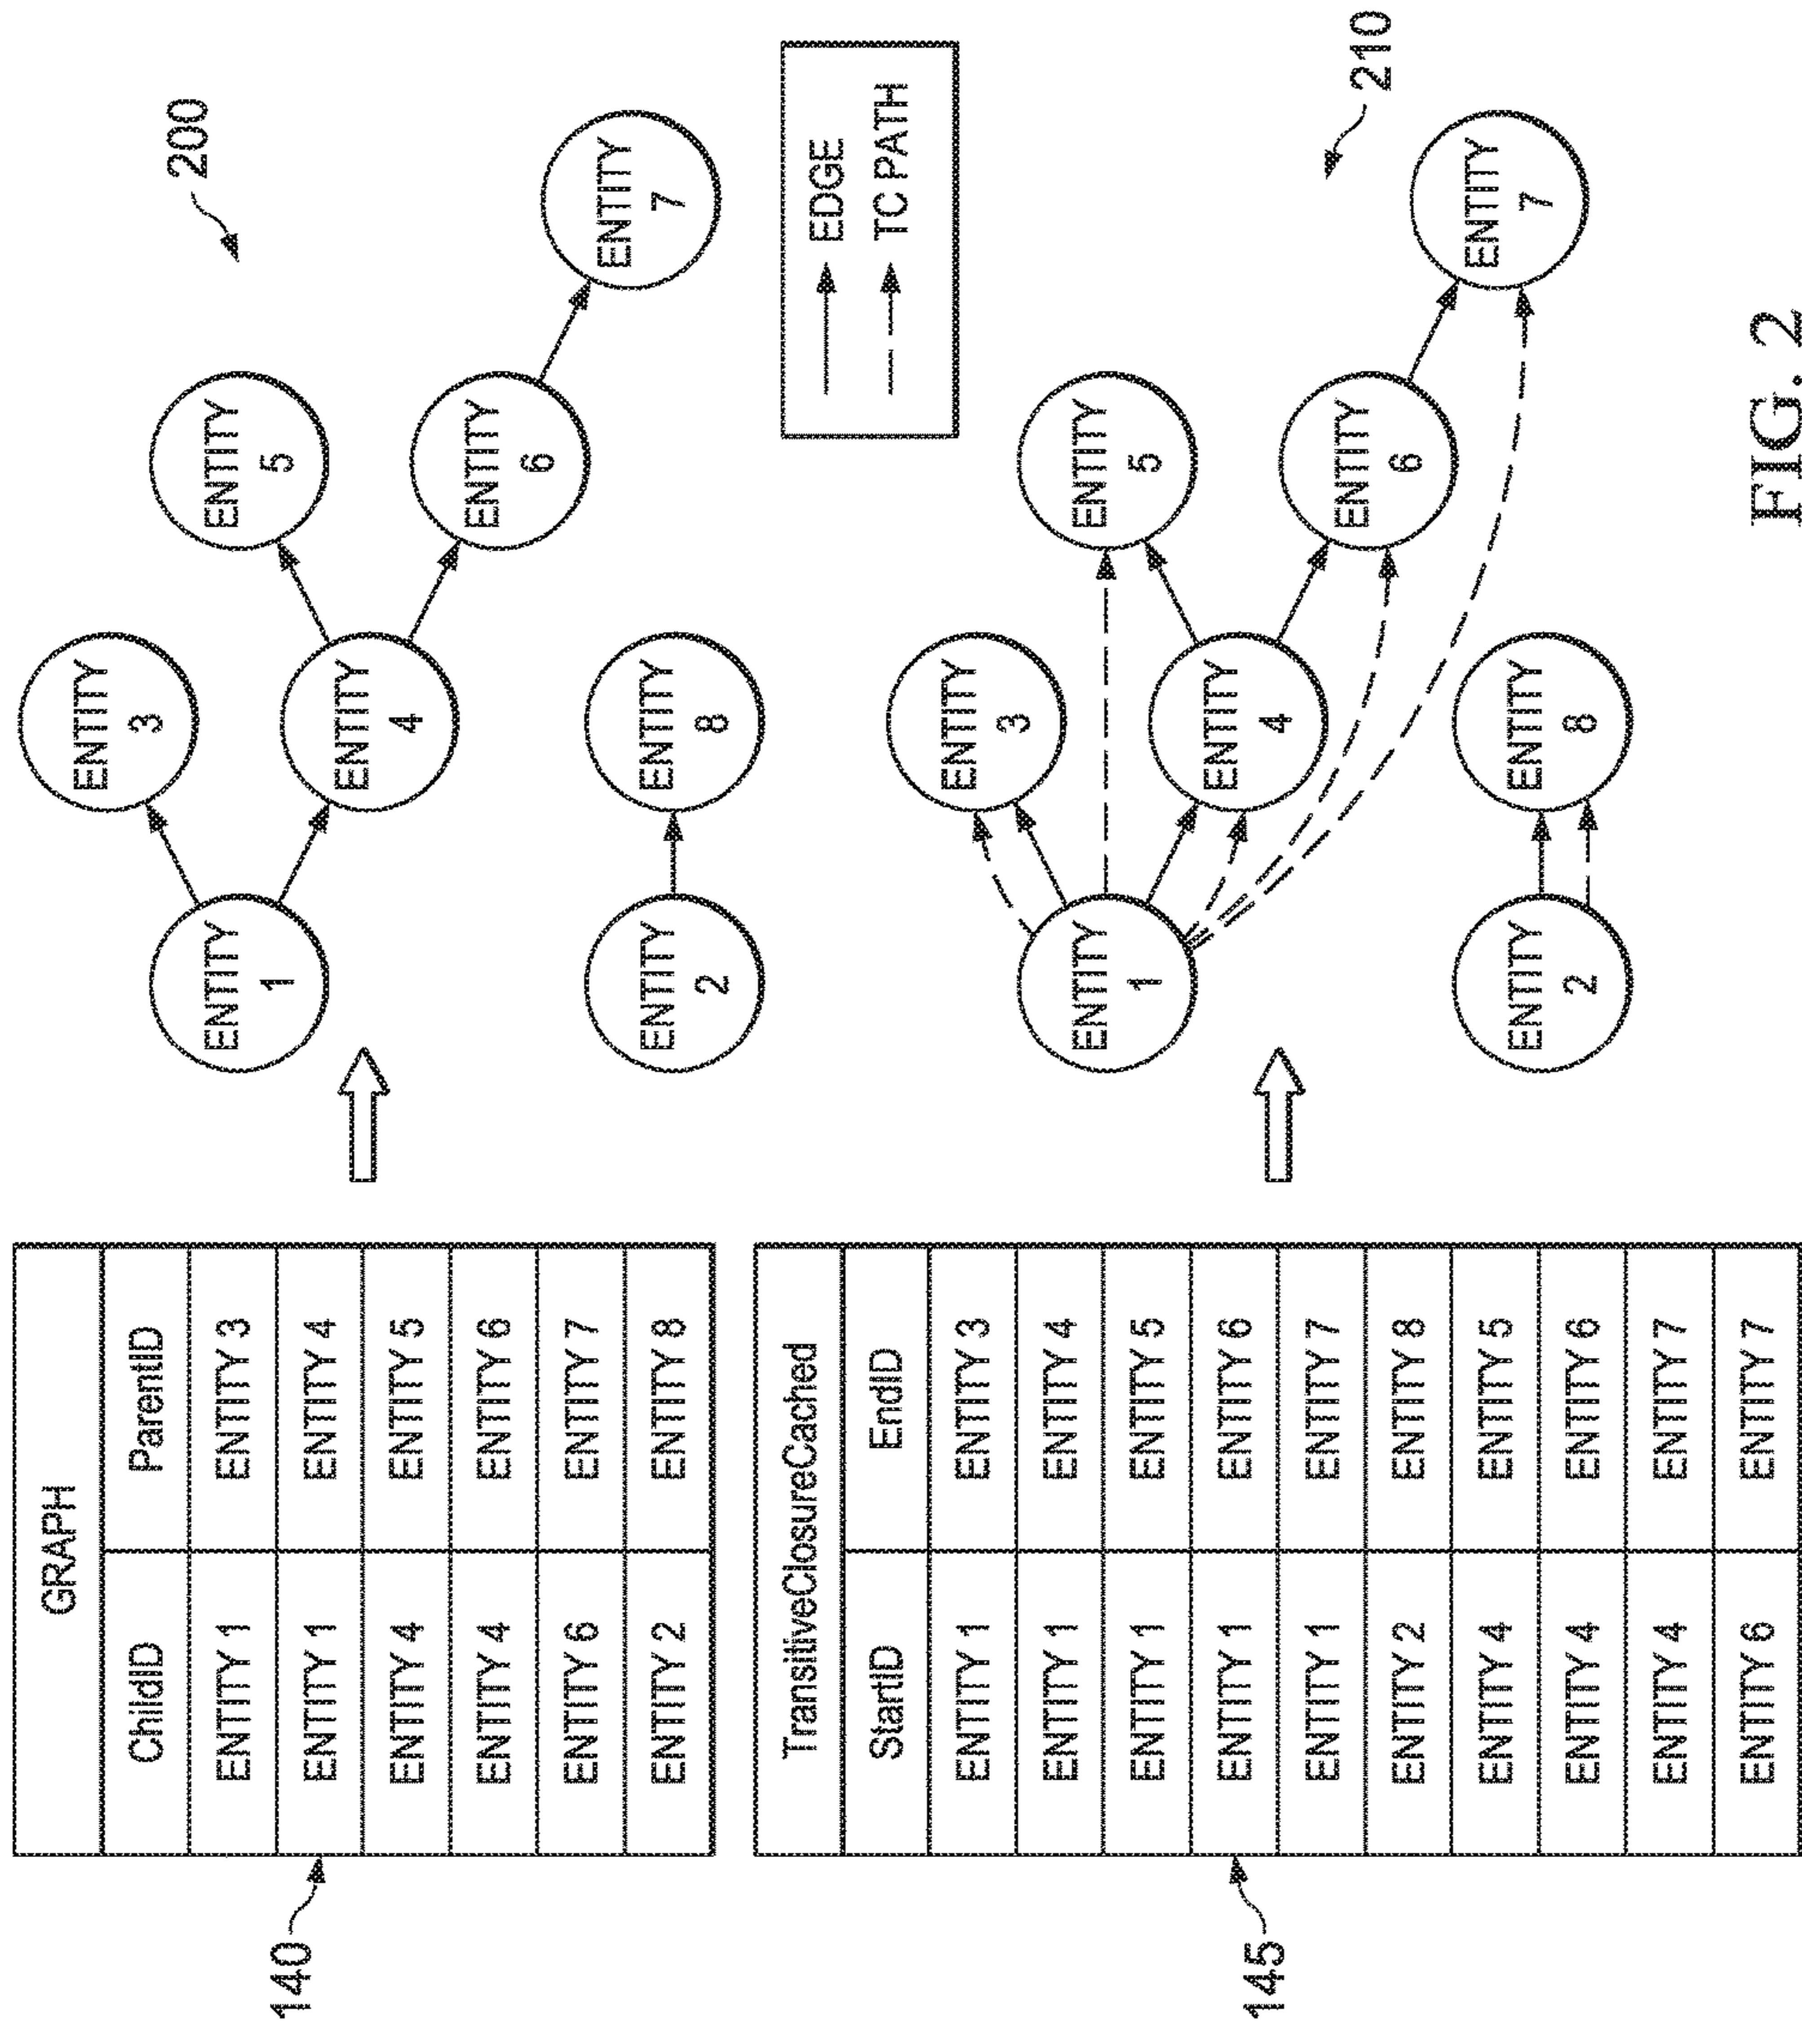 200
GRAPH
ChildID ParentID
ENTITY 1 ENTITY 3
ENTITY 1 ENTITY 4
ENTITY 4 ENTITY 5
ENTITY 4 ENTITY 6
ENTITY 6 ENTITY 7
ENTITY 2 ENTITY 8
140
ENTITY
3
ENTITY
1
ENTITY
5
ENTITY
4
ENTITY
6
ENTITY
7
ENTITY
2
ENTITY
8
EDGE
TC PATH
TransitiveClosureCached
StartID EndID
ENTITY 1 ENTITY 3
ENTITY 1 ENTITY 4
ENTITY 1 ENTITY 5
ENTITY 1 ENTITY 6
ENTITY 1 ENTITY 7
ENTITY 2 ENTITY 8
ENTITY 4 ENTITY 5
ENTITY 4 ENTITY 6
ENTITY 4 ENTITY 7
ENTITY 6 ENTITY 7
145
ENTITY
3
ENTITY
1
ENTITY
5
ENTITY
4
ENTITY
6
ENTITY
7
ENTITY
2
ENTITY
8
210
FIG. 2